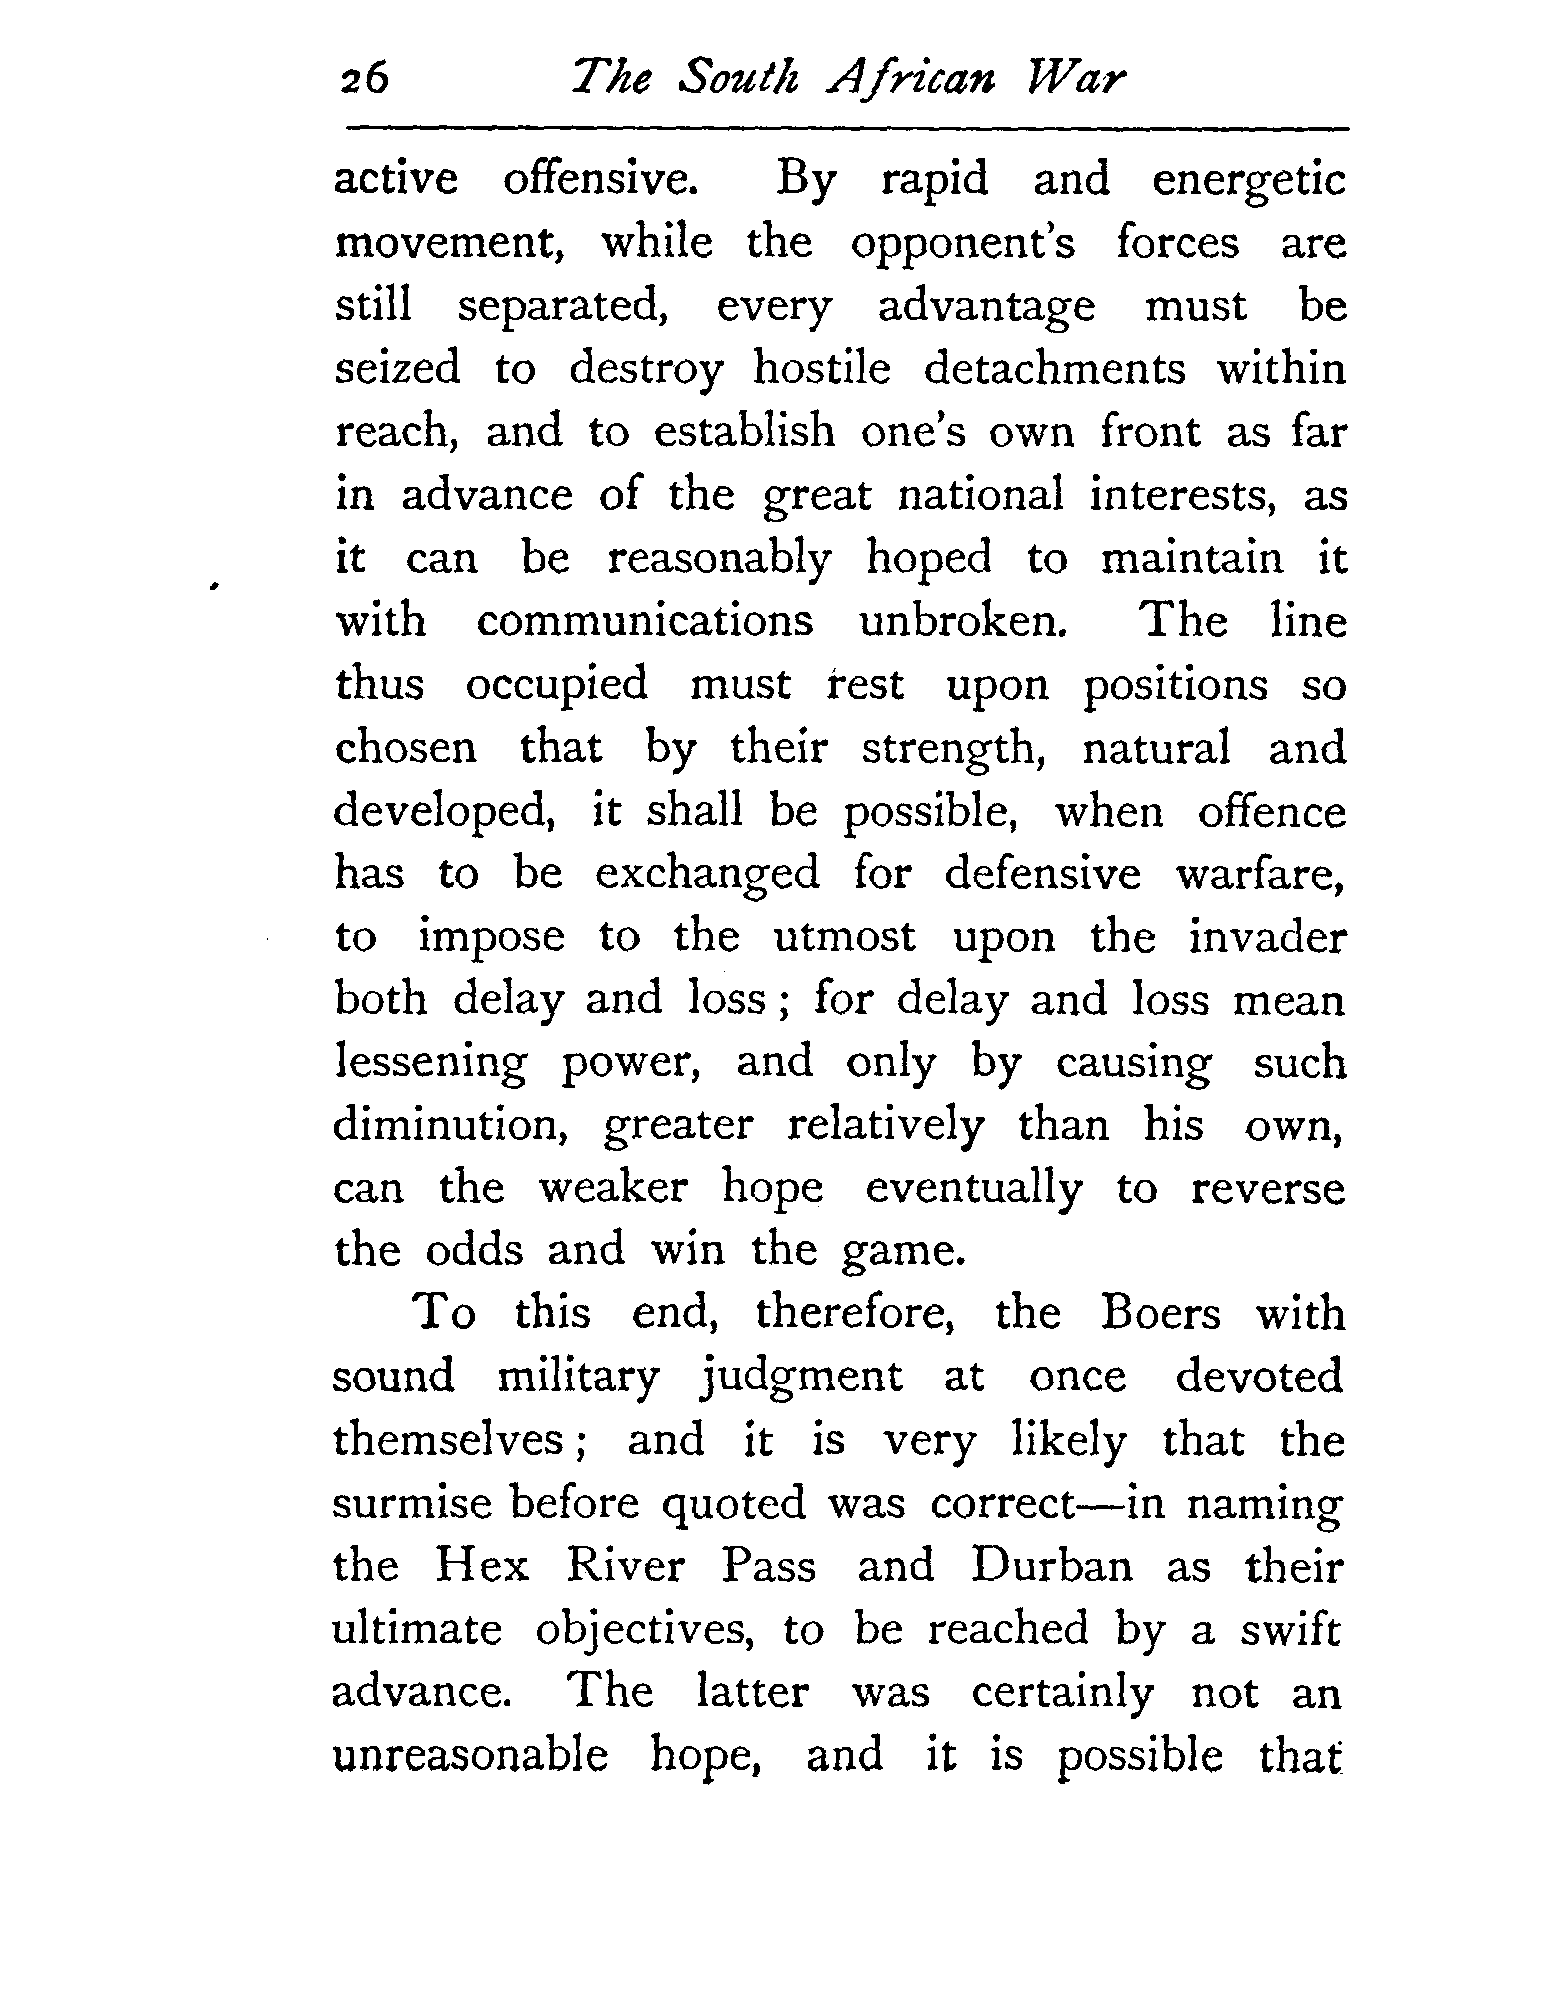 26 The South African War
active offensive. By rapid and energetic
movement, while the opponent's forces are
still separated, every advantage must be
seized to destroy hostile detachments within
reach, and to establish one's own front as far
in advance of the great national interests, as
it can be reasonably hoped to maintain it
with communications unbroken. The line
thus occupied must rest upon positions so
chosen that by their strength, natural and
developed, it shall be possible, when offence
has to be exchanged for defensive warfare,
to impose to the utmost upon the invader
both delay and loss; for delay and loss mean
lessening power, and only by causing such
diminution, greater relatively than his own,
can the weaker hope eventually to reverse
the odds and win the game.
To this end, therefore, the Boers with
sound military judgment at once devoted
themselves; and it is very likely that the
surmise before quoted was correct—in naming
the Hex River Pass and Durban as their
ultimate objectives, to be reached by a swift
advance. The latter was certainly not an
unreasonable hope, and it is possible that